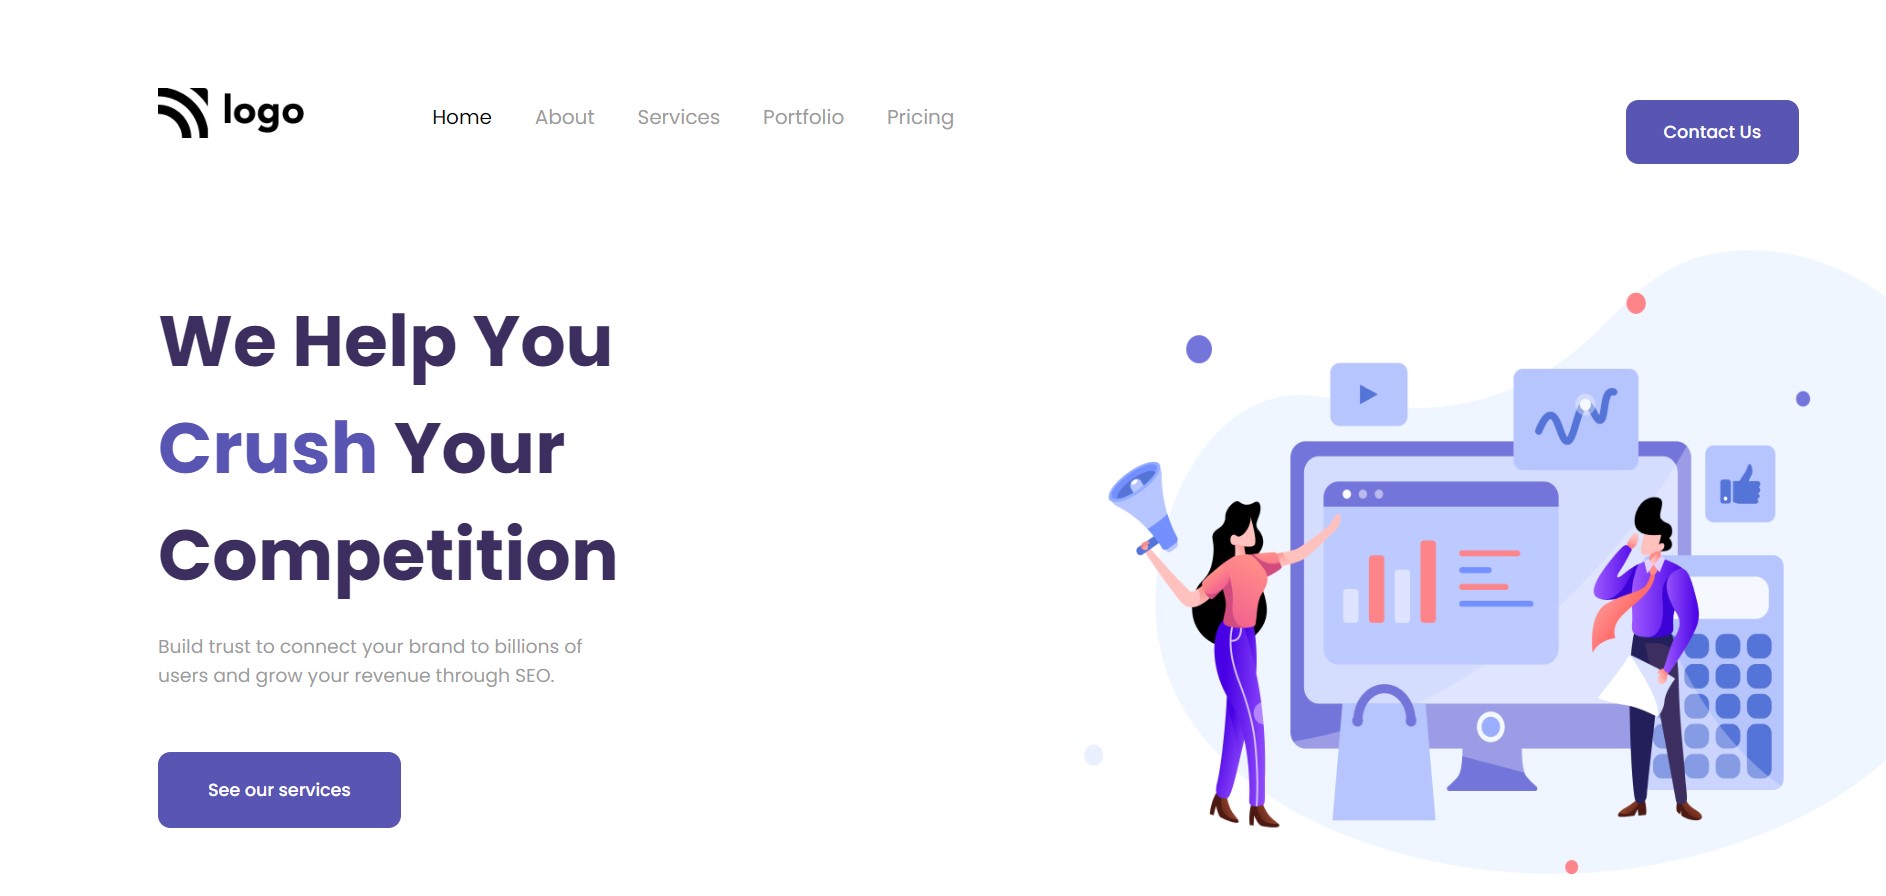 logo
Home About Services Portfolio Pricing
Contact Us
We Help You
Crush Your
Competition
Build trust to connect your brand to billions of
users and grow your revenue through SEO.
See our services